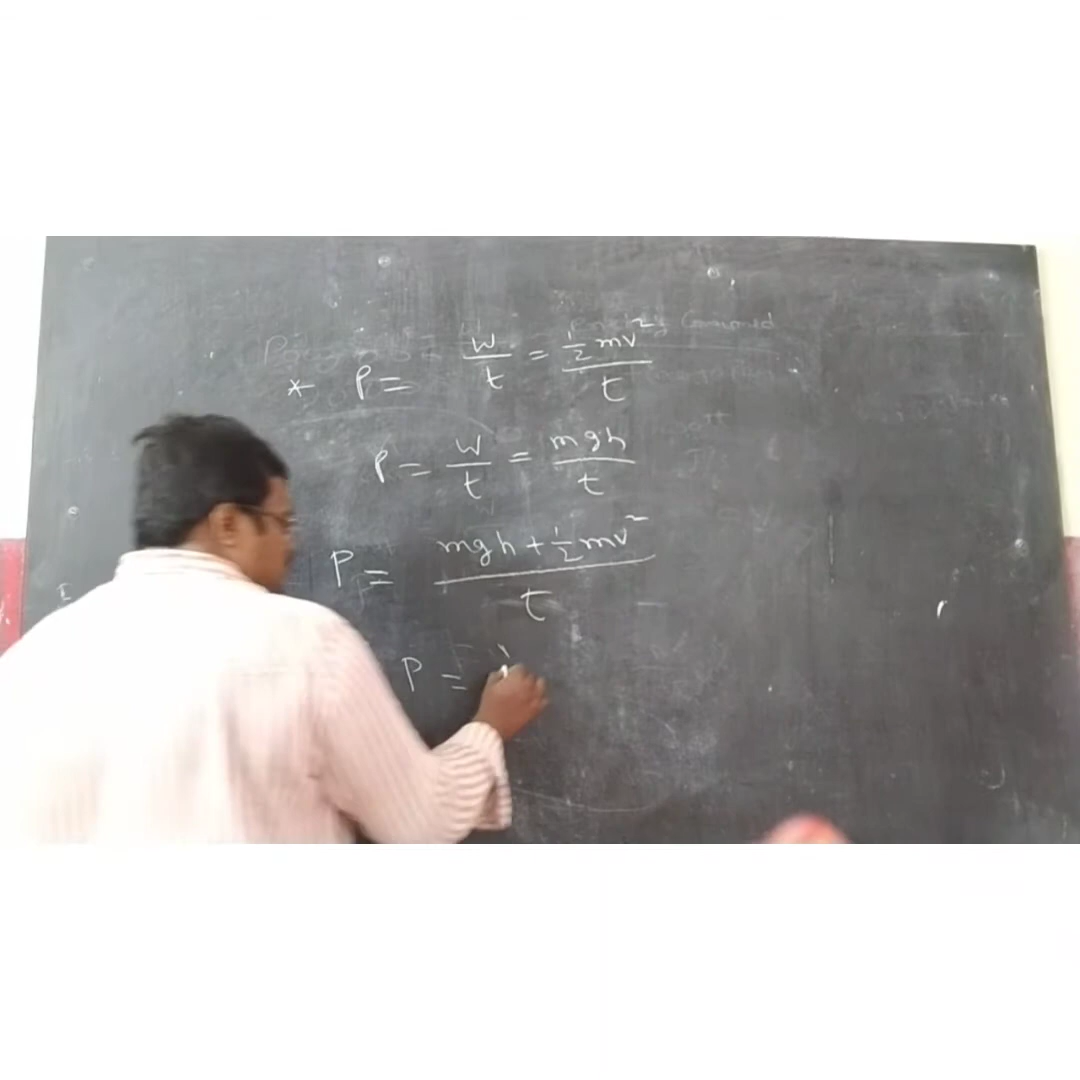 * P = W/t = ½mv²/t
P = W/t = mgh/t
P = mgh + ½mv²/t
P =